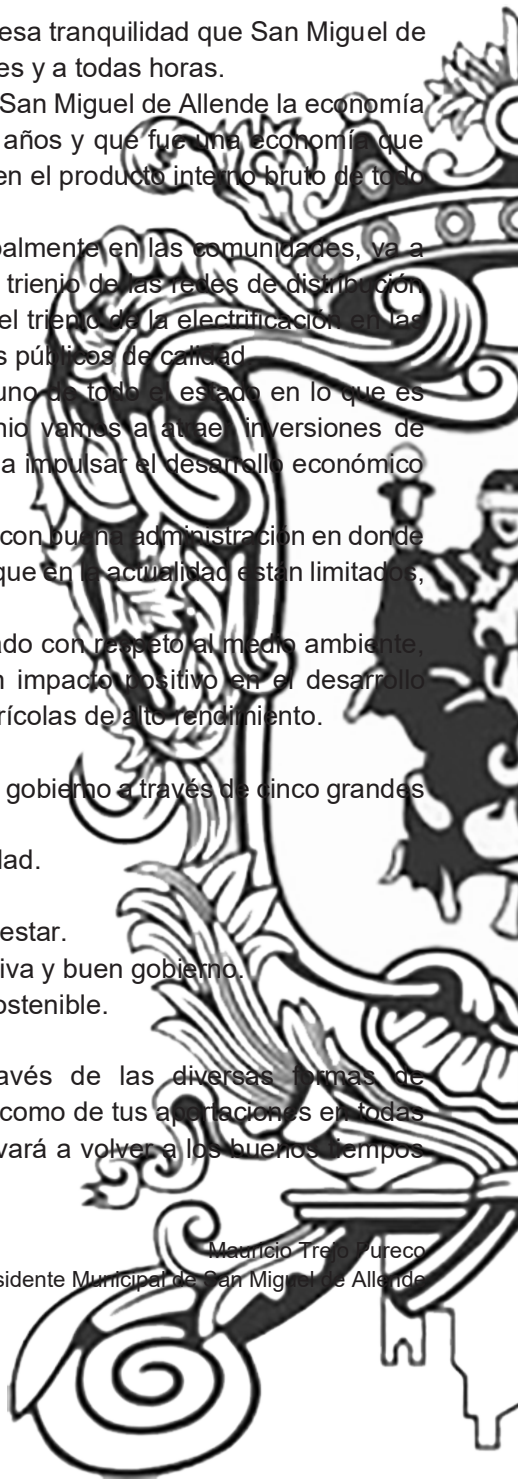 esa tranquilidad que San Miguel de
es y a todas horas.
San Miguel de Allende la economía
años y que fue una economía que
en el producto interno bruto de todo
palmente en las comunidades, va a
trienio de las redes de distribución
el trienio de la electrificación en las
s públicos de calidad
uno de todo el estado en lo que es
nio vamos a atraer inversiones de
a impulsar el desarrollo económico
con buena administración en donde
que en la actualidad están limitados,
ado con respeto al medio ambiente,
n impacto positivo en el desarrollo
rícolas de alto rendimiento.
gobierno a través de cinco grandes
dad.
estar.
iva y buen gobierno.
ostenible.
avés de las diversas formas de
como de tus aportaciones en todas
vará a volver a los buenos tiempos
Mauricio Trejo Pureco
sidente Municipal de San Miguel de Allende